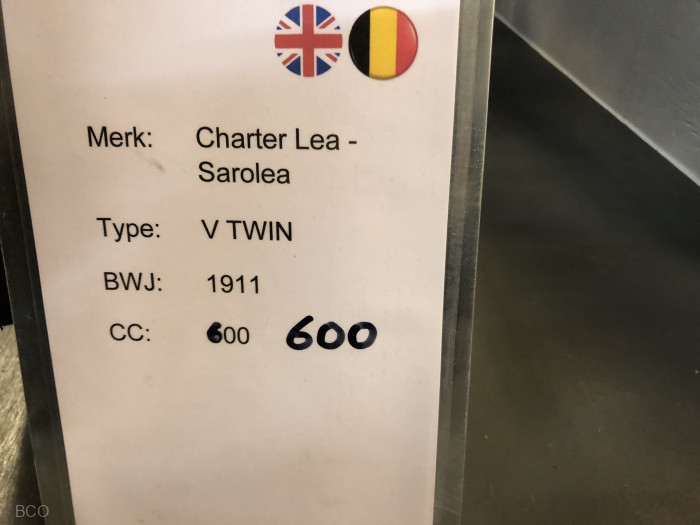 Merk: Charter Lea -
Sarolea
Type: V TWIN
BWJ: 1911
CC: 600 600
BCO